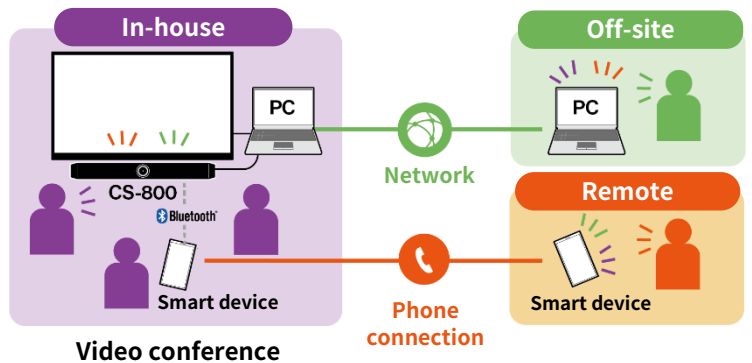 In-house
Off-site
PC
PC
Network
CS-800
Bluetooth
Remote
Smart device
Smart device
Phone
connection
Video conference